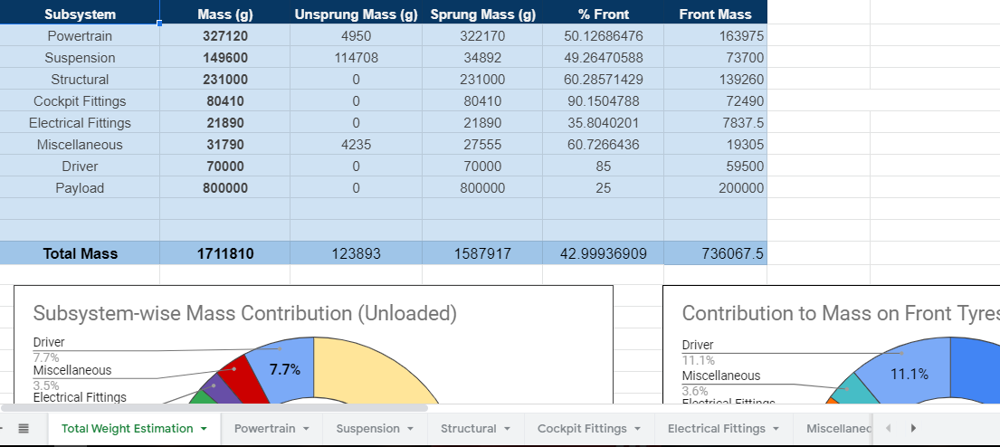 Subsystem Mass (g) Unsprung Mass (g) Sprung Mass (g) % Front Front Mass
Powertrain 327120 4950 322170 50.12686476 163975
Suspension 149600 114708 34892 49.26470588 73700
Structural 231000 0 231000 60.28571429 139260
Cockpit Fittings 80410 0 80410 90.1504788 72490
Electrical Fittings 21890 0 21890 35.8040201 7837.5
Miscellaneous 31790 4235 27555 60.7266436 19305
Driver 70000 0 70000 85 59500
Payload 800000 0 800000 25 200000
Total Mass 1711810 123893 1587917 42.99936909 736067.5
Subsystem-wise Mass Contribution (Unloaded)
Driver
7.7%
Miscellaneous
3.5%
Electrical Fittings
7.7%
Contribution to Mass on Front Tyres
Driver
11.1%
Miscellaneous
3.6%
Electrical Fittings
11.1%
Total Weight Estimation Powertrain Suspension Structural Cockpit Fittings Electrical Fittings Miscellanec